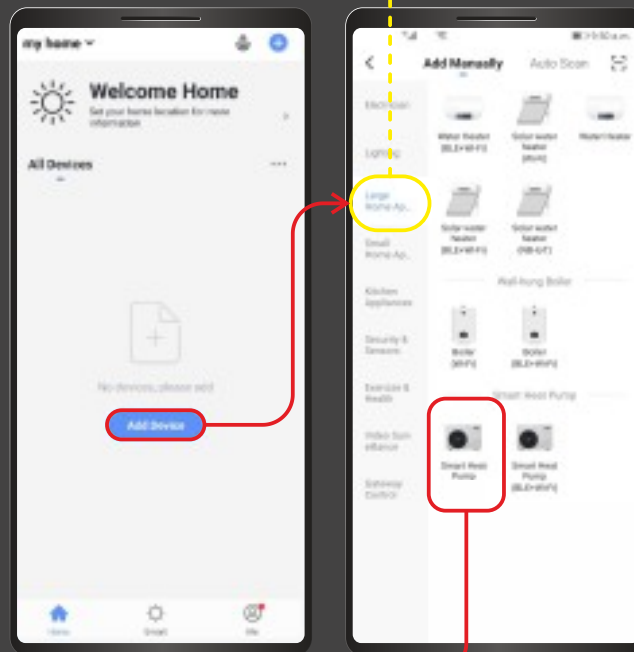 my home
Welcome Home
Set your home location for more
information
All Devices
No devices, please add
Add Device
Home
Smart
Me
Add Manually
Auto Scan
Electrician
Lighting
Large
Home Ap...
Small
Home Ap...
Kitchen
Appliances
Security &
Sensors
Exercise &
Health
Video Surv
eillance
Gateway
Control
Water Heater
(BLE+Wi-Fi)
Solar water
heater
Water Heater
Solar water
heater
(BLE+Wi-Fi)
Solar water
heater
(NB-IoT)
Wall-hung Boiler
Boiler
(Wi-Fi)
Boiler
(BLE+Wi-Fi)
Smart Heat Pump
Smart Heat
Pump
Smart Heat
Pump
(BLE+Wi-Fi)